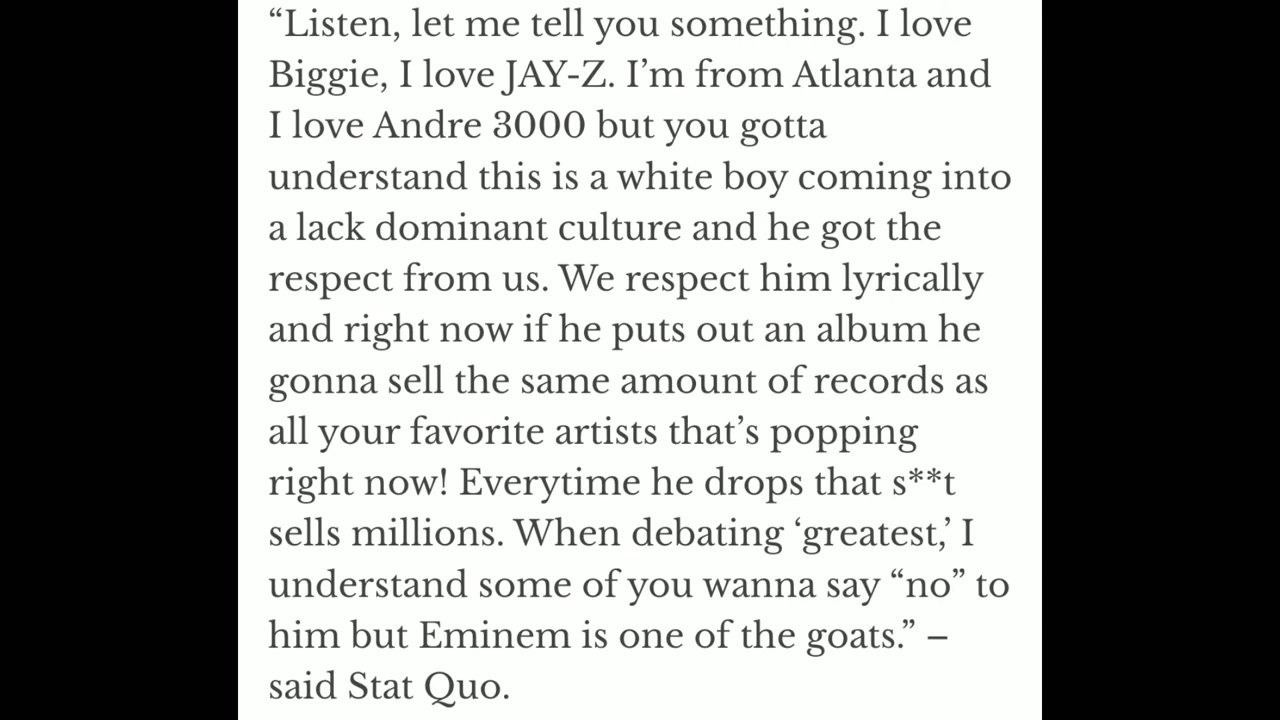 “Listen, let me tell you something. I love
Biggie, I love JAY-Z. I’m from Atlanta and
I love Andre 3000 but you gotta
understand this is a white boy coming into
a lack dominant culture and he got the
respect from us. We respect him lyrically
and right now if he puts out an album he
gonna sell the same amount of records as
all your favorite artists that’s popping
right now! Everytime he drops that s**t
sells millions. When debating ‘greatest,’ I
understand some of you wanna say “no” to
him but Eminem is one of the goats.” –
said Stat Quo.